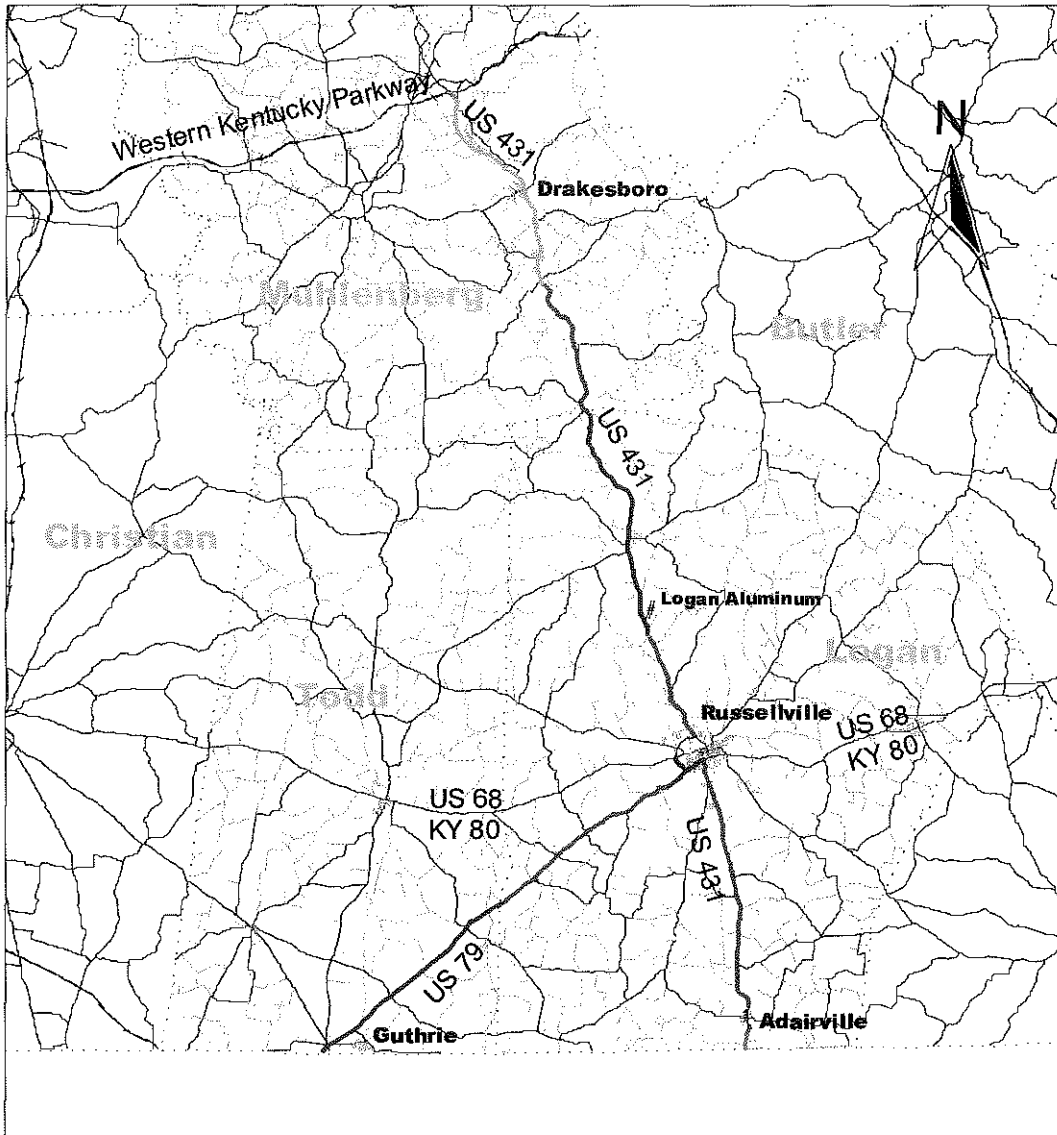 Western Kentucky Parkway
US 431
N
Drakesboro
Muhlenberg
Butler
US 431
Christian
Logan Aluminum
Logan
Todd
Russellville
US 68
KY 80
US 68
KY 80
US 431
US 79
Adairville
Guthrie